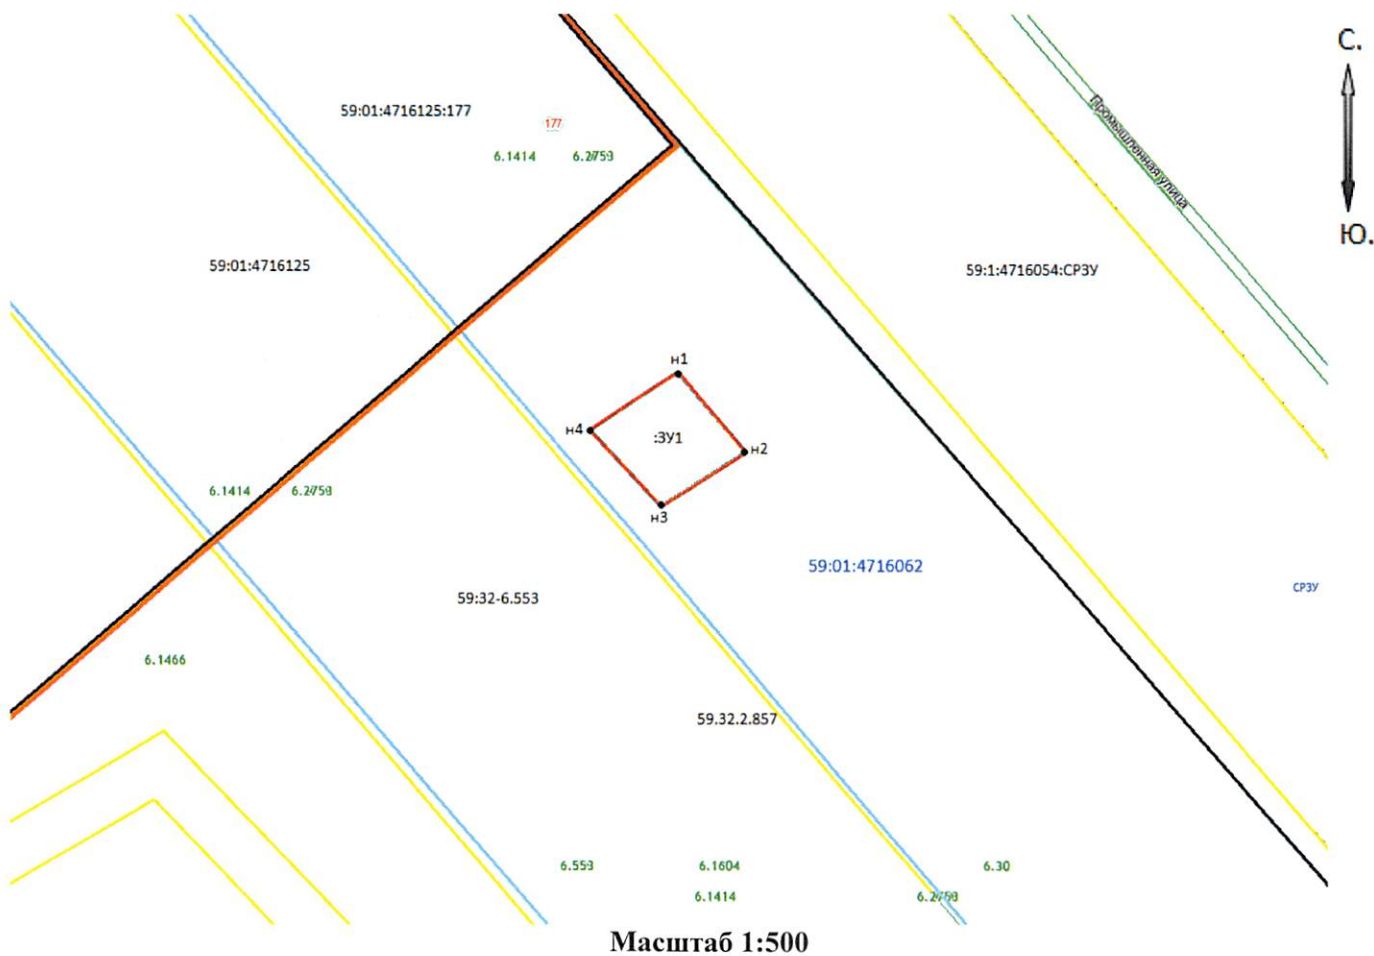 С.
59:01:4716125:177
177
6.1414 6.2759
Промышленная улица
Ю.
59:01:4716125
59:1:4716054:СРЗУ
н1
н4
:ЗУ1
н2
6.1414 6.2759
н3
59:01:4716062
59:32-6.553
СРЗУ
6.1466
59.32.2.857
6.553 6.1604 6.30
6.1414 6.2759
Масштаб 1:500